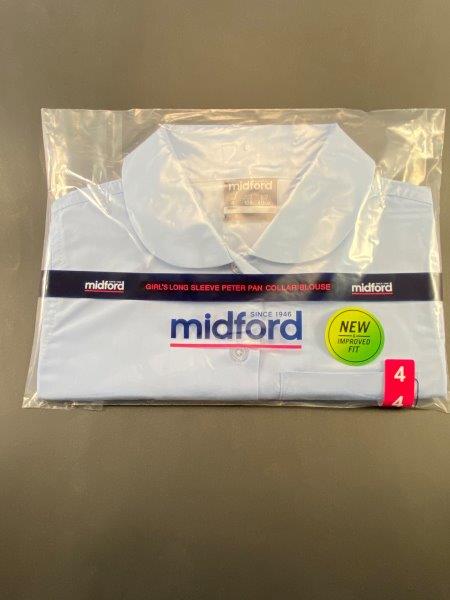 midford
midford
GIRL'S LONG SLEEVE PETER PAN COLLAR BLOUSE
midford
SINCE 1946
midford
NEW
&
IMPROVED
FIT
4
4